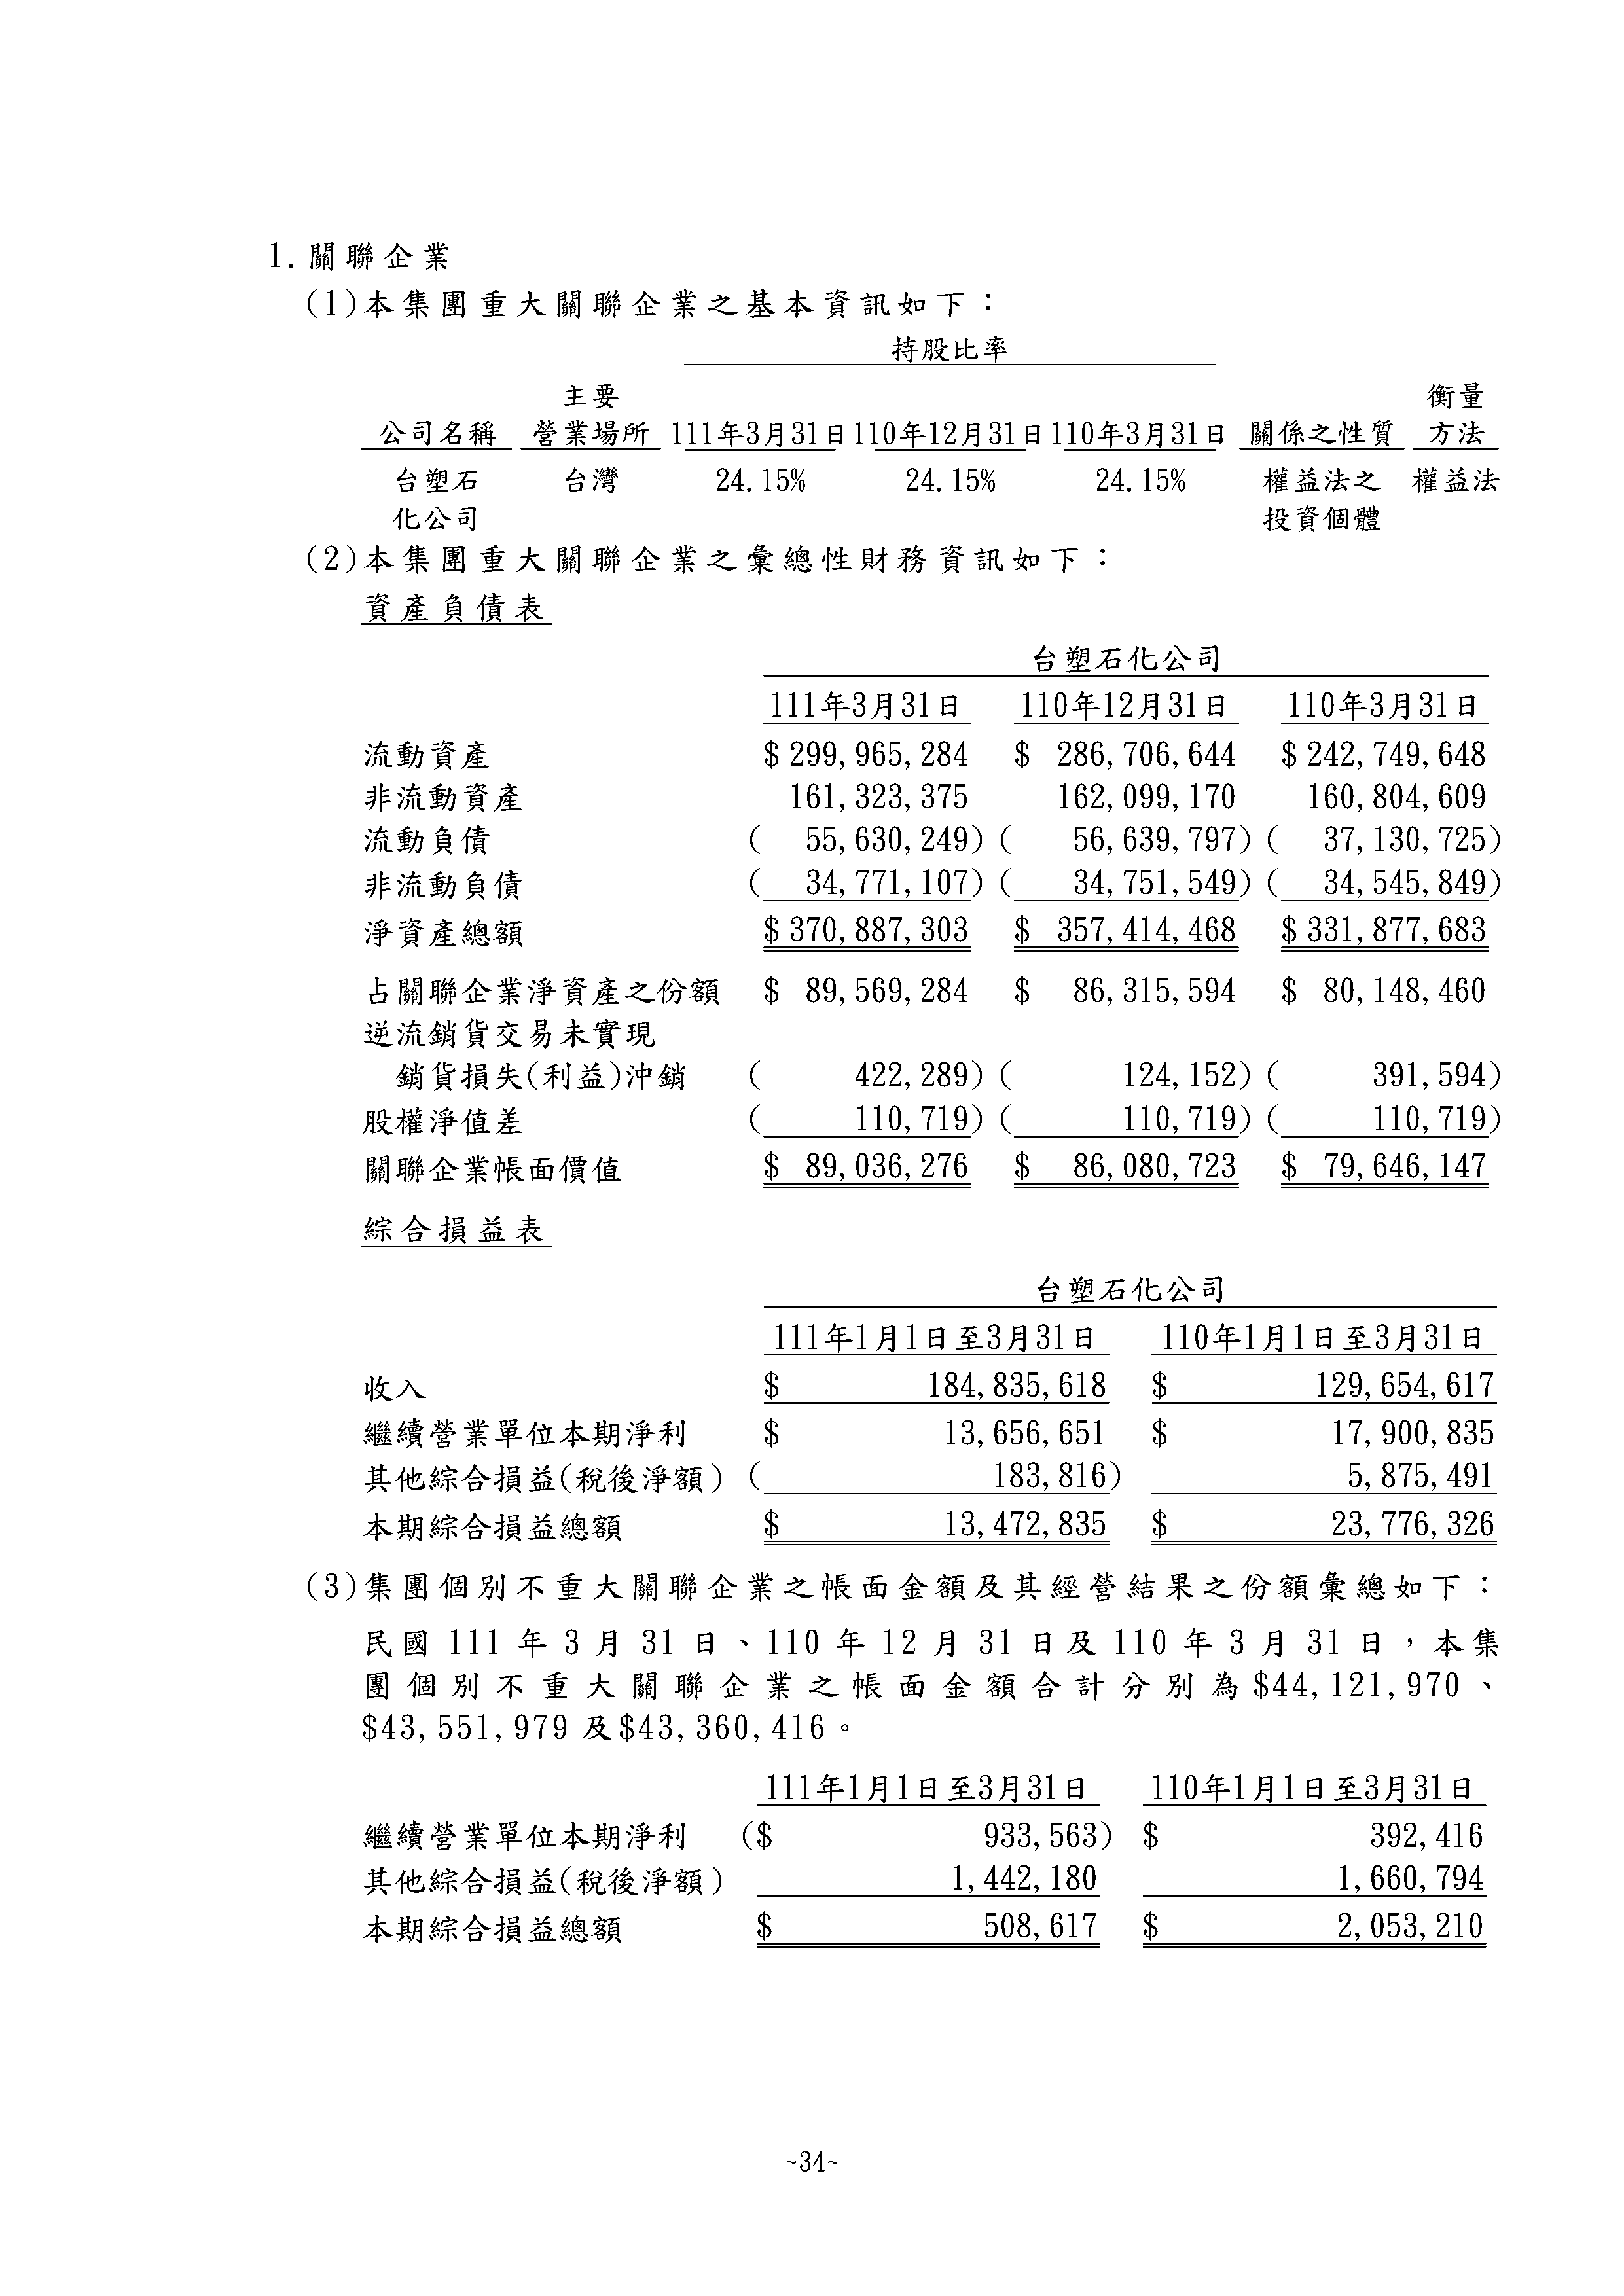 1.關聯企業
(1)本集團重大關聯企業之基本資訊如下：
持股比率
主要 衡量
公司名稱 營業場所 111年3月31日 110年12月31日 110年3月31日 關係之性質 方法
台塑石 台灣 24.15% 24.15% 24.15% 權益法之 權益法
化公司 投資個體
(2)本集團重大關聯企業之彙總性財務資訊如下：
資產負債表
台塑石化公司
111年3月31日 110年12月31日 110年3月31日
流動資產 $ 299,965,284 $ 286,706,644 $ 242,749,648
非流動資產 161,323,375 162,099,170 160,804,609
流動負債 ( 55,630,249) ( 56,639,797) ( 37,130,725)
非流動負債 ( 34,771,107) ( 34,751,549) ( 34,545,849)
淨資產總額 $ 370,887,303 $ 357,414,468 $ 331,877,683
占關聯企業淨資產之份額 $ 89,569,284 $ 86,315,594 $ 80,148,460
逆流銷貨交易未實現
銷貨損失(利益)沖銷 ( 422,289) ( 124,152) ( 391,594)
股權淨值差 ( 110,719) ( 110,719) ( 110,719)
關聯企業帳面價值 $ 89,036,276 $ 86,080,723 $ 79,646,147
綜合損益表
台塑石化公司
111年1月1日至3月31日 110年1月1日至3月31日
收入 $ 184,835,618 $ 129,654,617
繼續營業單位本期淨利 $ 13,656,651 $ 17,900,835
其他綜合損益(稅後淨額) ( 183,816) 5,875,491
本期綜合損益總額 $ 13,472,835 $ 23,776,326
(3)集團個別不重大關聯企業之帳面金額及其經營結果之份額彙總如下：
民國 111 年 3 月 31 日、110 年 12 月 31 日及 110 年 3 月 31 日，本集
團個別不重大關聯企業之帳面金額合計分別為$44,121,970、
$43,551,979 及$43,360,416。
111年1月1日至3月31日 110年1月1日至3月31日
繼續營業單位本期淨利 ($ 933,563) $ 392,416
其他綜合損益(稅後淨額) 1,442,180 1,660,794
本期綜合損益總額 $ 508,617 $ 2,053,210
~34~